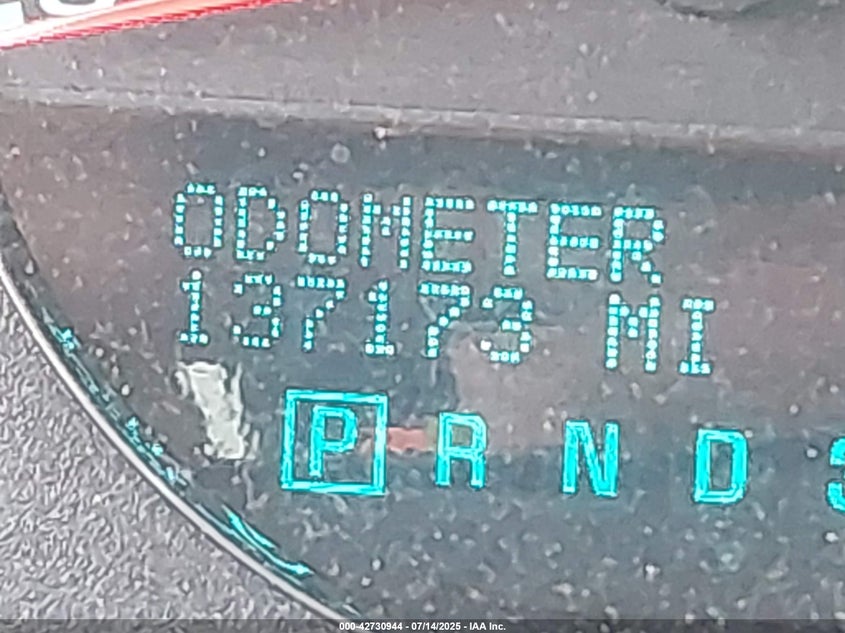 ODOMETER
137173 MI
P R N D 3
000-42730944 - 07/14/2025 - IAA Inc.